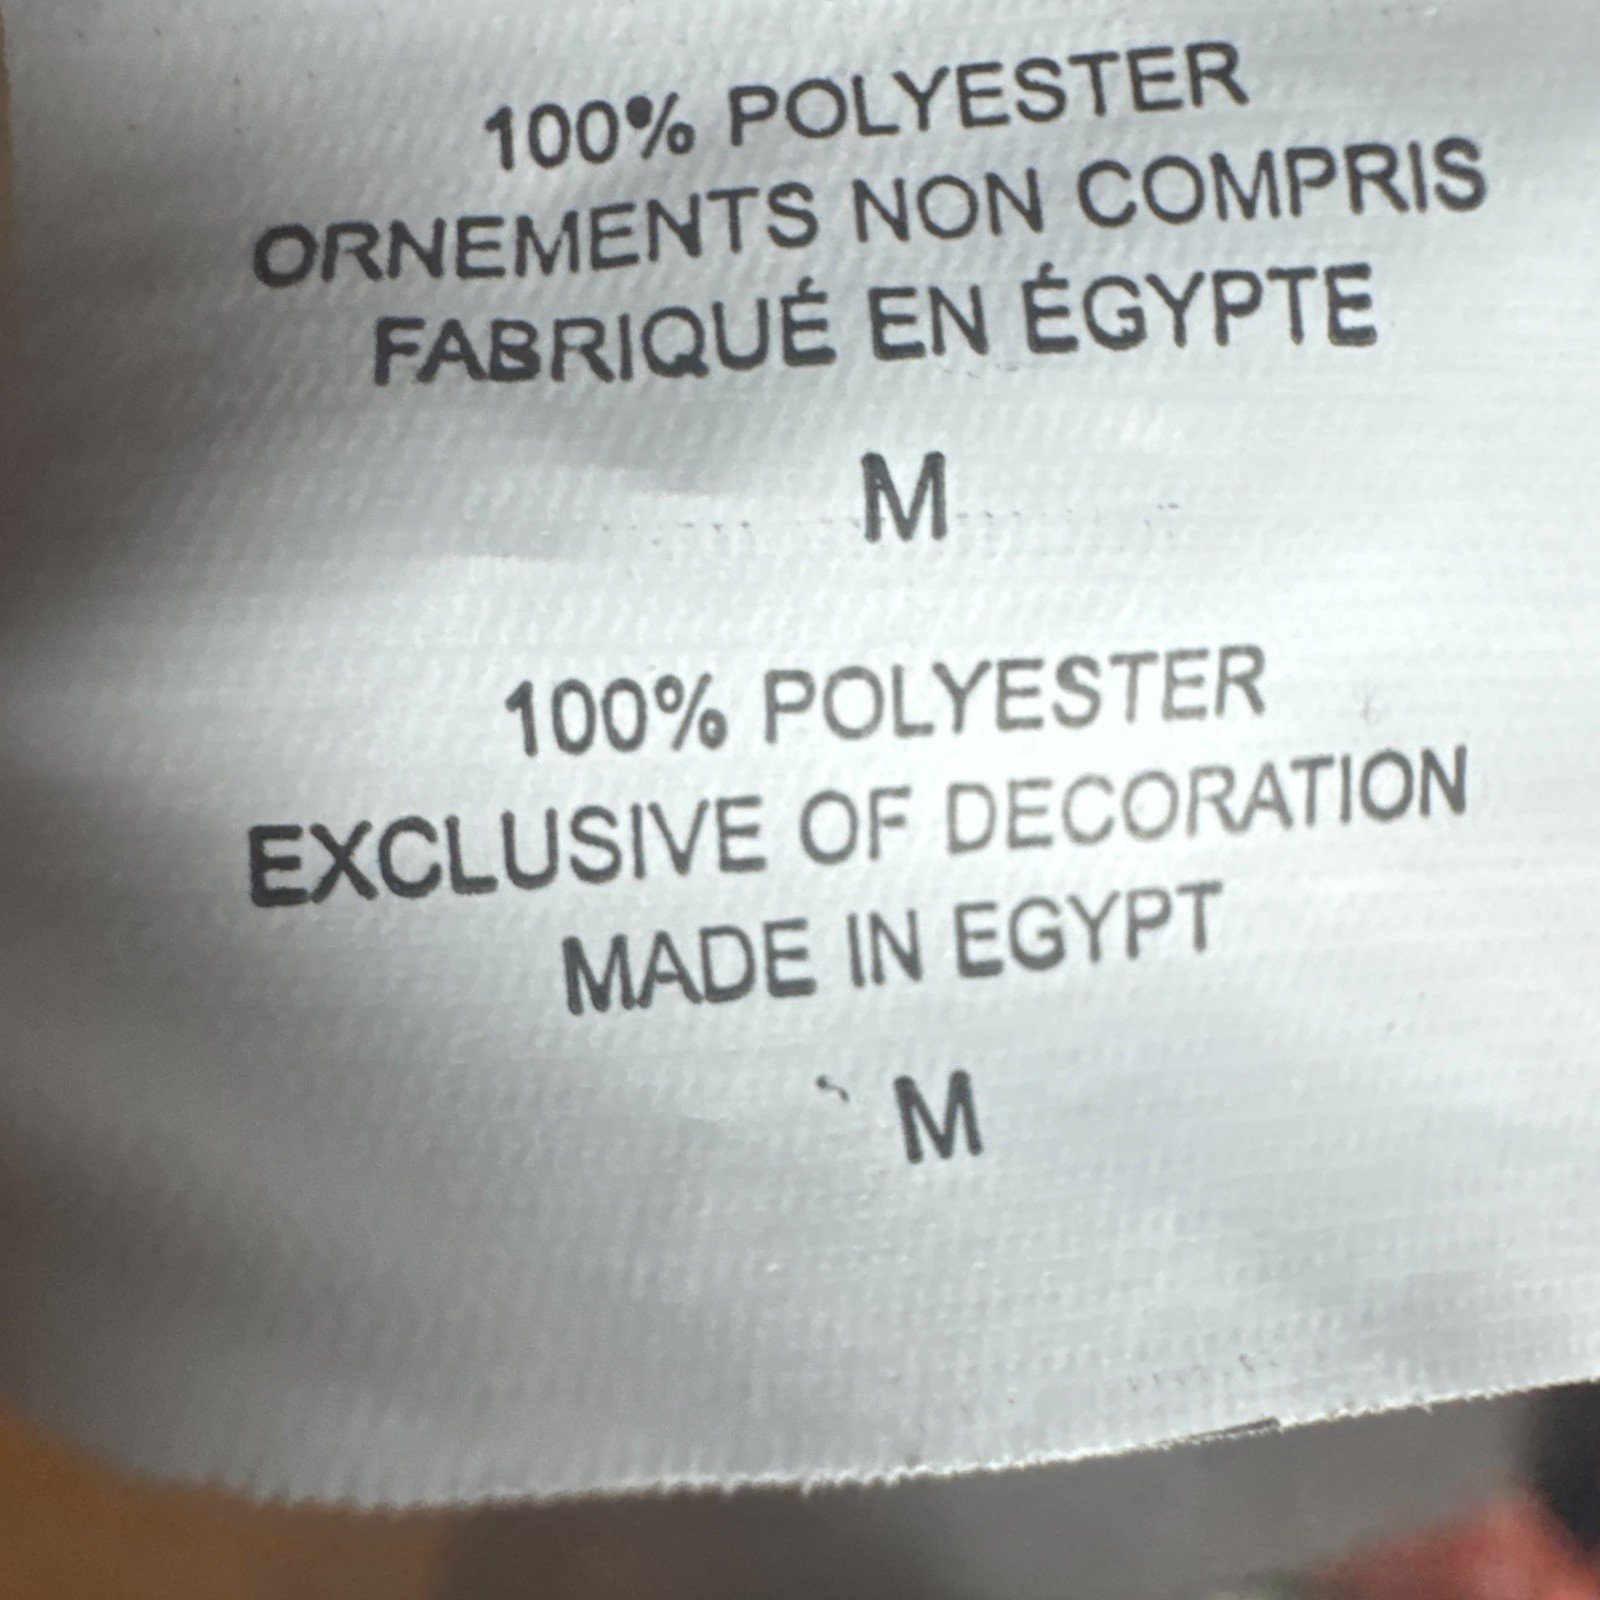 100% POLYESTER
ORNEMENTS NON COMPRIS
FABRIQUÉ EN ÉGYPTE
M
100% POLYESTER
EXCLUSIVE OF DECORATION
MADE IN EGYPT
M